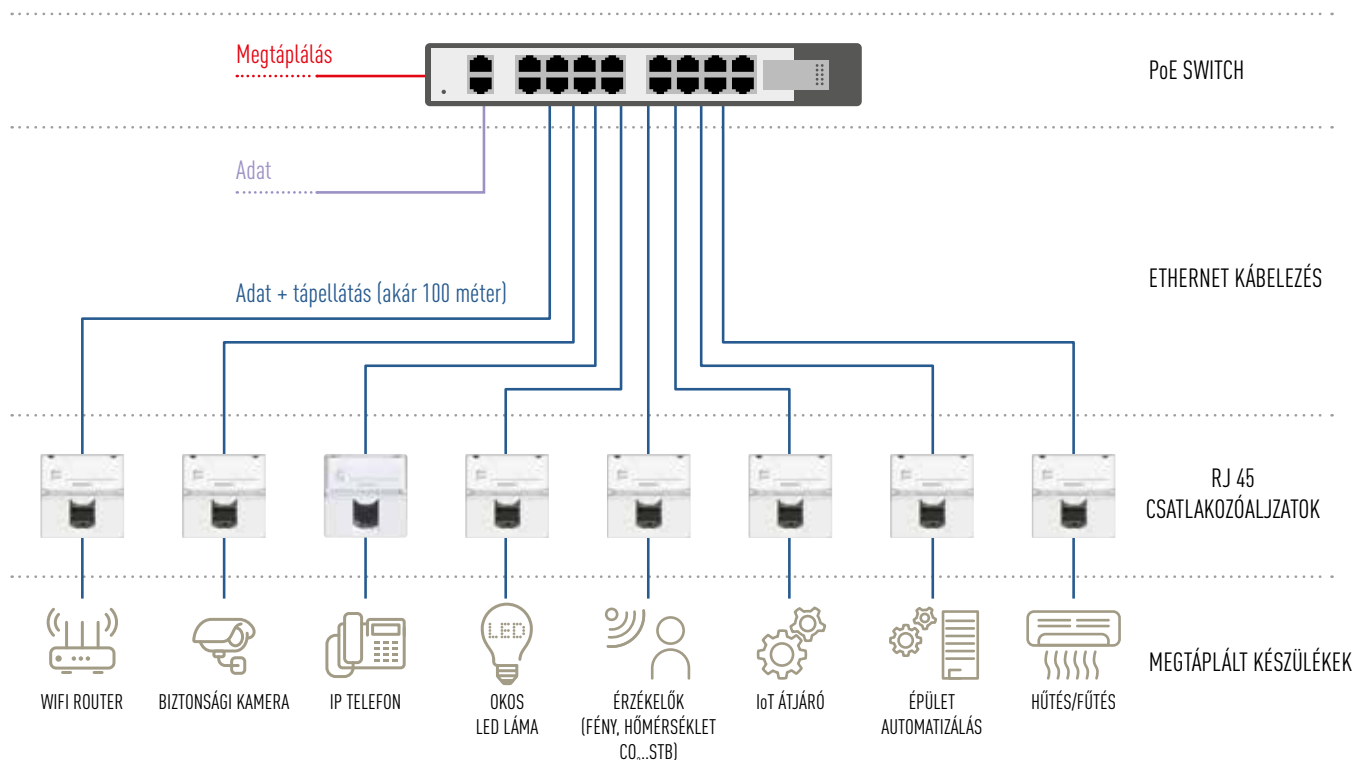 Megtáplálás
PoE SWITCH
Adat
Adat + tápellátás (akár 100 méter)
ETHERNET KÁBELEZÉS
RJ 45
CSATLAKOZÓALJZATOK
LED
MEGTÁPLÁLT KÉSZÜLÉKEK
WIFI ROUTER
BIZTONSÁGI KAMERA
IP TELEFON
OKOS
LED LÁMA
ÉRZÉKELŐK
(FÉNY, HŐMÉRSÉKLET
CO₂..STB)
IoT ÁTJÁRÓ
ÉPÜLET
AUTOMATIZÁLÁS
HŰTÉS/FŰTÉS